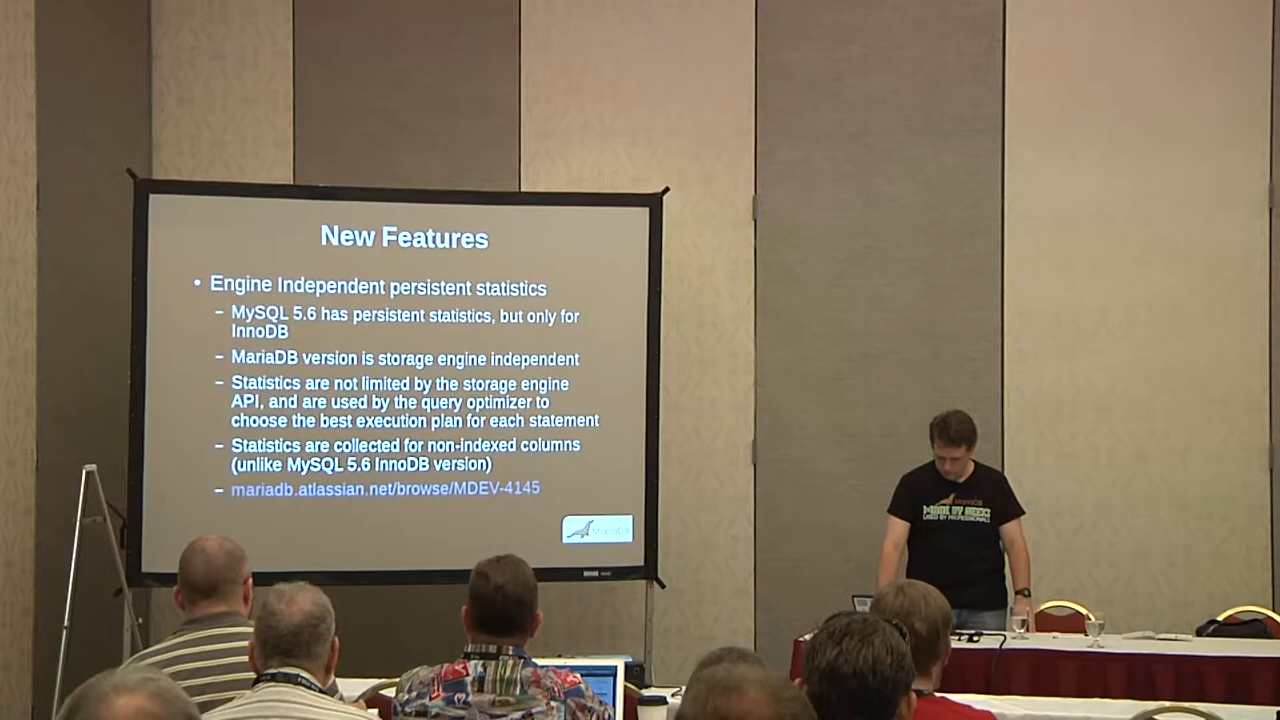 New Features
• Engine Independent persistent statistics
– MySQL 5.6 has persistent statistics, but only for
InnoDB
– MariaDB version is storage engine independent
– Statistics are not limited by the storage engine
API, and are used by the query optimizer to
choose the best execution plan for each statement
– Statistics are collected for non-indexed columns
(unlike MySQL 5.6 InnoDB version)
– mariadb.atlassian.net/browse/MDEV-4145
MariaDB
MariaDB
MADE BY GEEKS
USED BY PROFESSIONALS